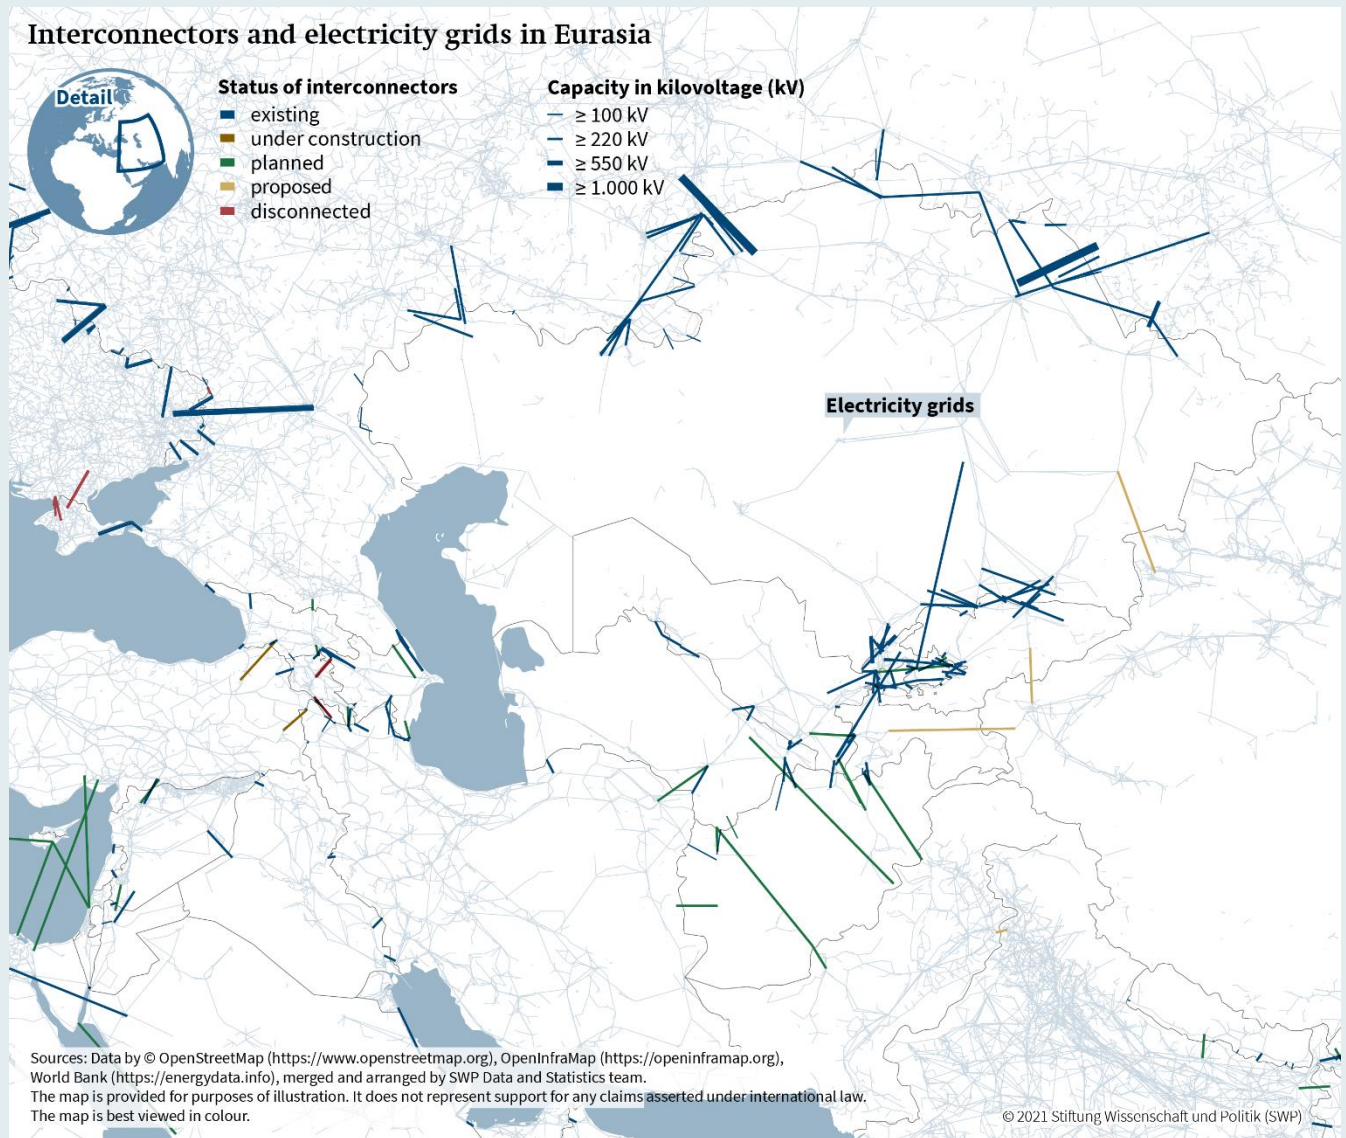 Interconnectors and electricity grids in Eurasia
Detail
Status of interconnectors
existing
under construction
planned
proposed
disconnected
Capacity in kilovoltage (kV)
≥ 100 kV
≥ 220 kV
≥ 550 kV
≥ 1.000 kV
Electricity grids
Sources: Data by © OpenStreetMap (https://www.openstreetmap.org), OpenInfraMap (https://openinframap.org),
World Bank (https://energydata.info), merged and arranged by SWP Data and Statistics team.
The map is provided for purposes of illustration. It does not represent support for any claims asserted under international law.
The map is best viewed in colour.
© 2021 Stiftung Wissenschaft und Politik (SWP)